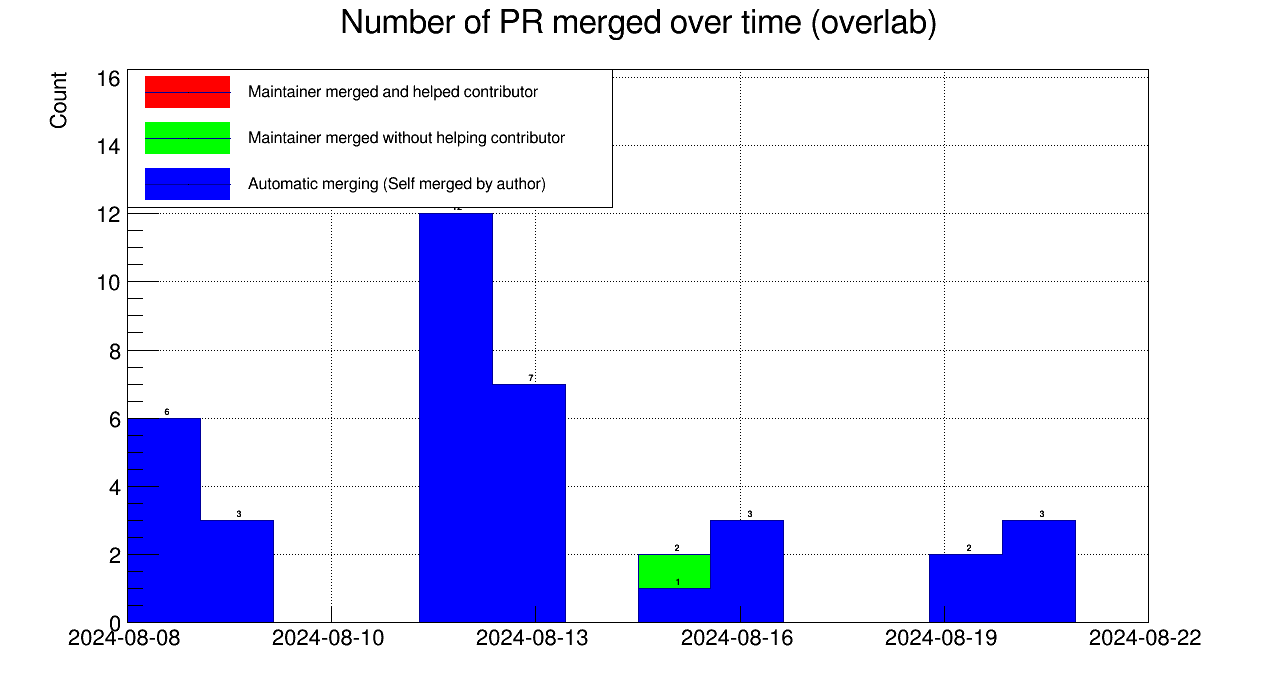 Number of PR merged over time (overlab)
Count
16
14
12
10
8
6
4
2
0
Maintainer merged and helped contributor
Maintainer merged without helping contributor
Automatic merging (Self merged by author)
6
3
7
2
1
3
2
3
2024-08-08 2024-08-10 2024-08-13 2024-08-16 2024-08-19 2024-08-22